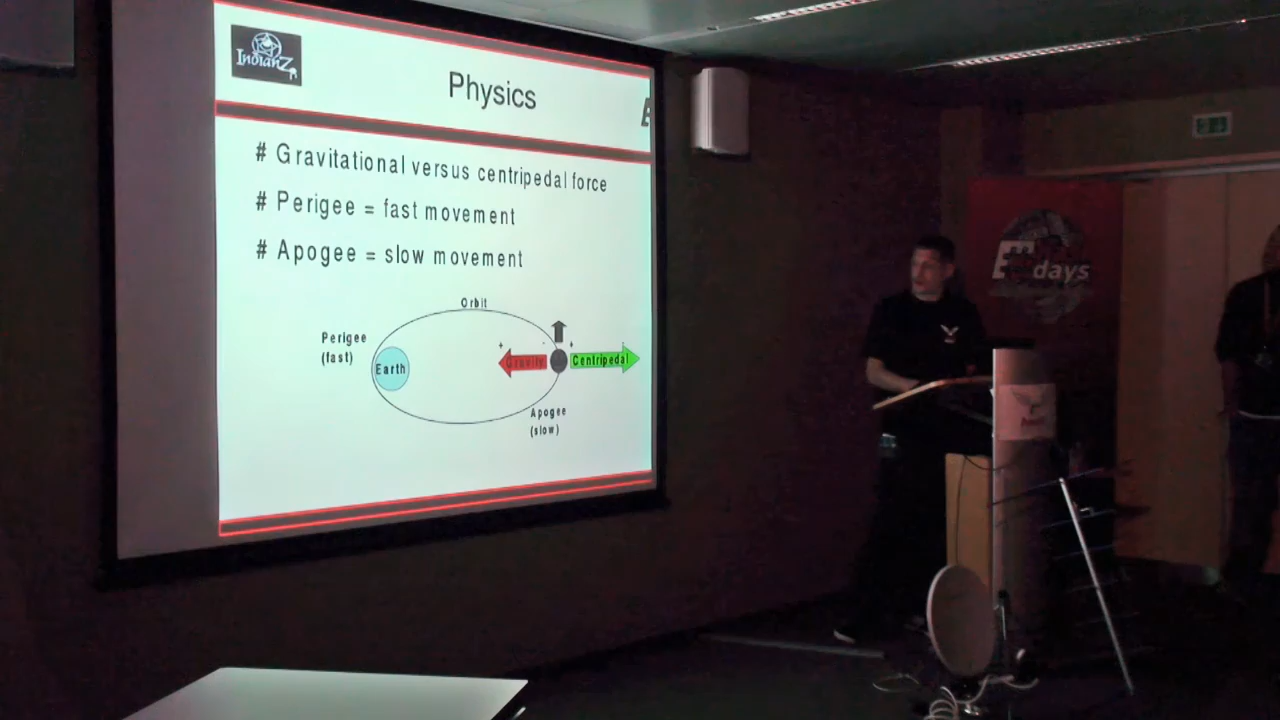 IndianZ
Physics
# Gravitational versus centripedal force
# Perigee = fast movement
# Apogee = slow movement
Orbit
Perigee
(fast)
Earth
+
-
+
-
Gravity
Centripedal
Apogee
(slow)
days